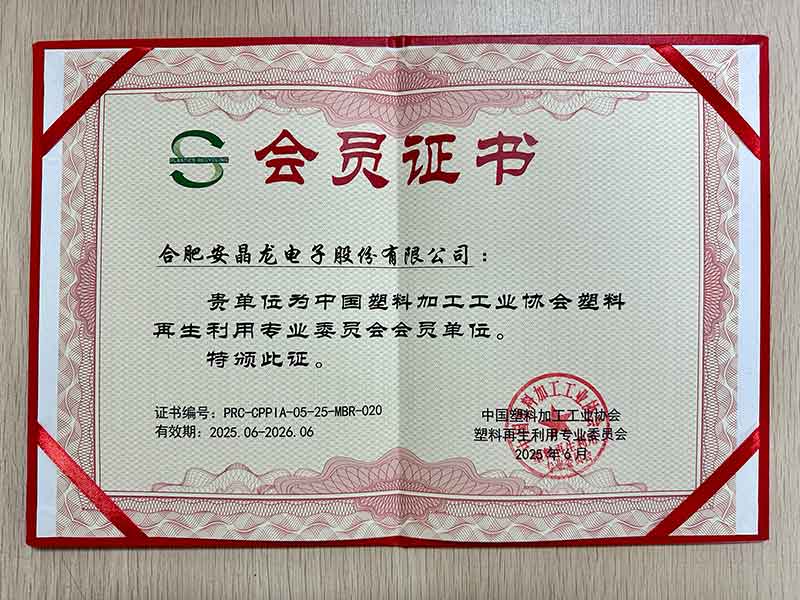 PLASTICS RECYCLING
会员证书
合肥安晶龙电子股份有限公司：
贵单位为中国塑料加工工业协会塑料
再生利用专业委员会会员单位。
特颁此证。
证书编号：PRC-CPPIA-05-25-MBR-020
有效期：2025.06-2026.06
中国塑料加工工业协会
塑料再生利用专业委员会
2025年6月